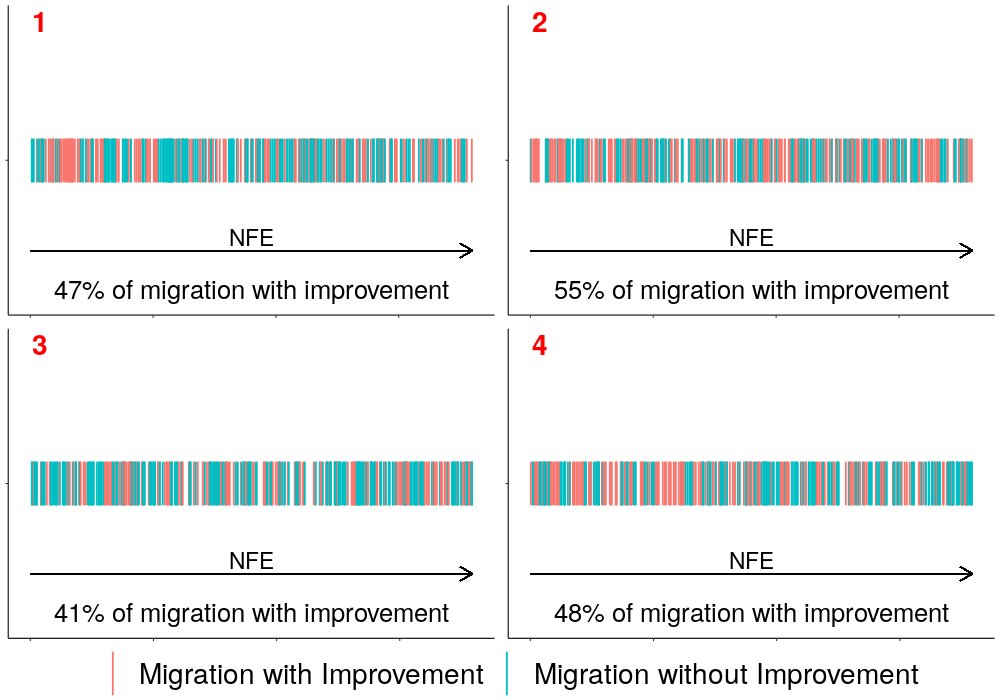 1
NFE
47% of migration with improvement
2
NFE
55% of migration with improvement
3
NFE
41% of migration with improvement
4
NFE
48% of migration with improvement
Migration with Improvement
Migration without Improvement